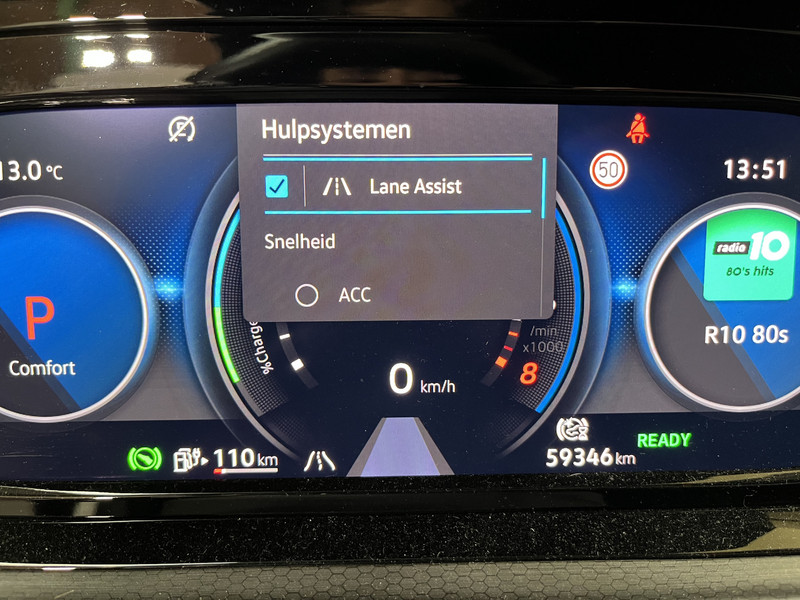 Hulpsystemen
13.0 °C
50
13:51
Lane Assist
radio 10
80's hits
Snelheid
ACC
%Charge
/min
x1000
P
8
R10 80s
Comfort
0 km/h
READY
110 km
59346 km